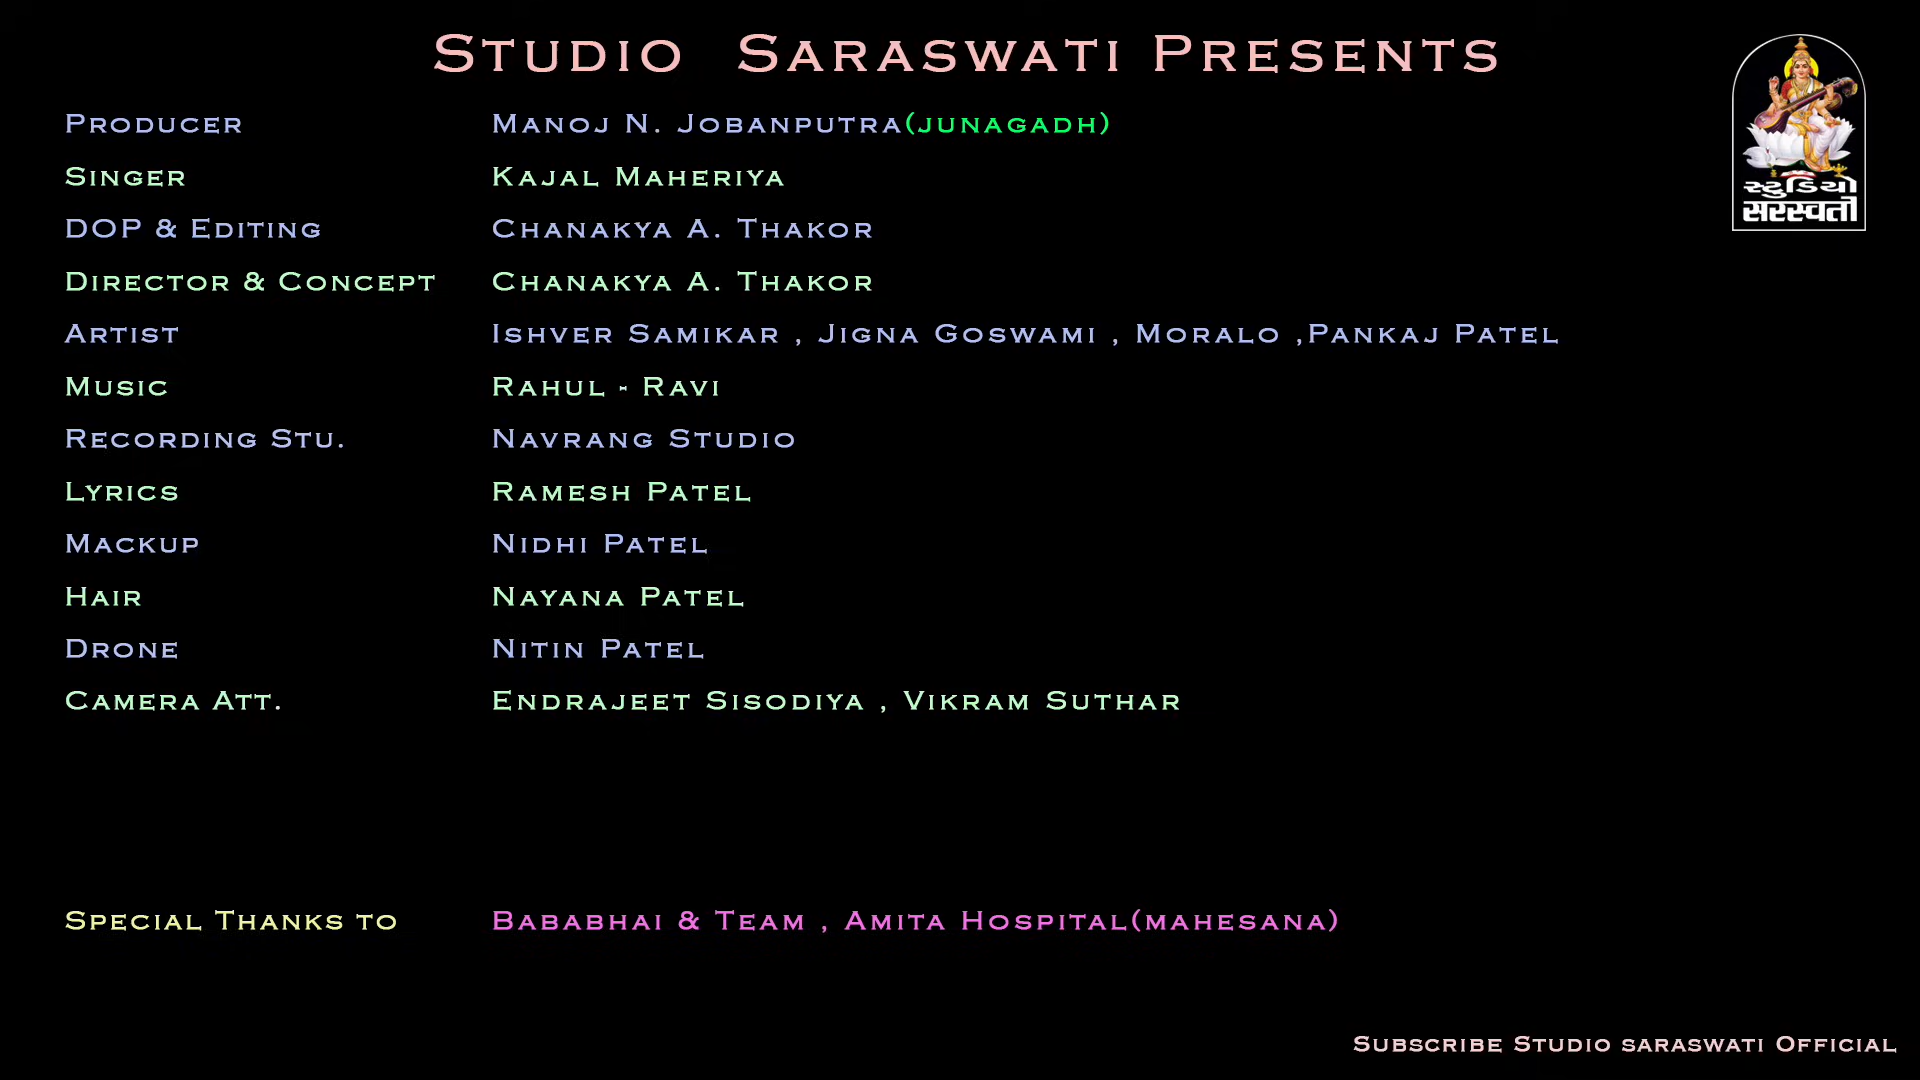 Studio Saraswati Presents
Producer Manoj N. Jobanputra(junagadh)
સ્ટુડિયો
सरस्वती
Singer Kajal Maheriya
DOP & Editing Chanakya A. Thakor
Director & Concept Chanakya A. Thakor
Artist Ishver Samikar , Jigna Goswami , Moralo ,Pankaj Patel
Music Rahul - Ravi
Recording Stu. Navrang Studio
Lyrics Ramesh Patel
Mackup Nidhi Patel
Hair Nayana Patel
Drone Nitin Patel
Camera Att. Endrajeet Sisodiya , Vikram Suthar
Special Thanks to Bababhai & Team , Amita Hospital(mahesana)
Subscribe Studio saraswati Official